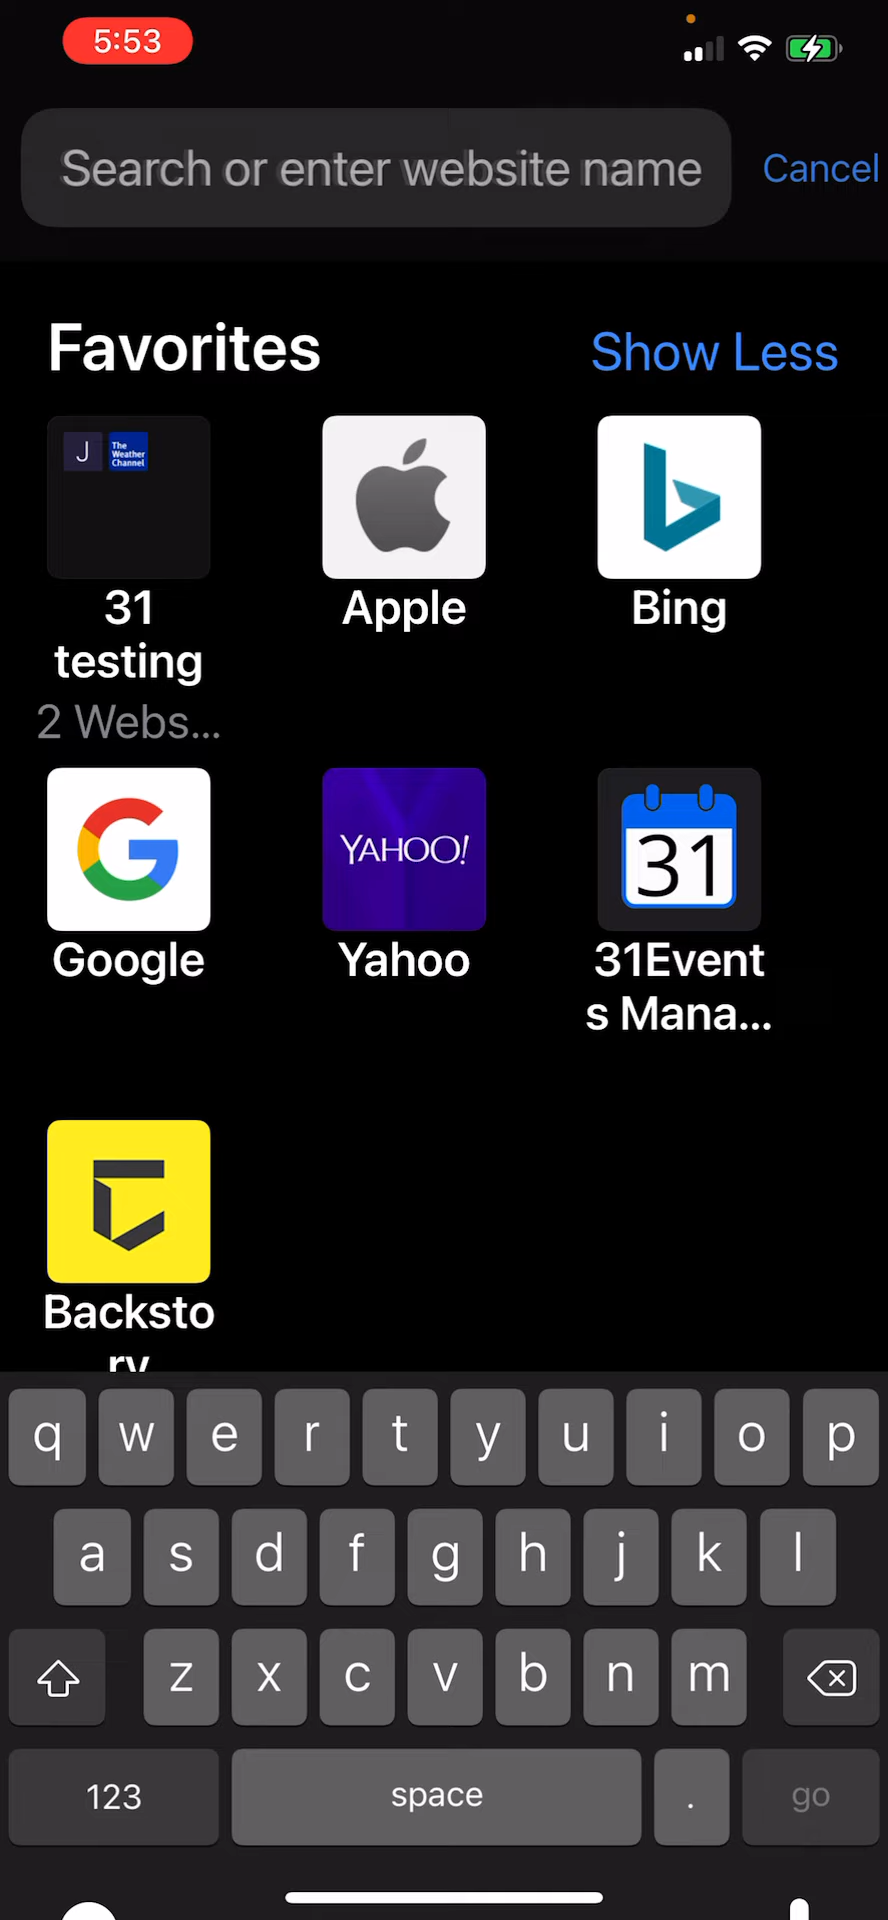 5:53
Search or enter website name
Cancel
Favorites
Show Less
J
The
Weather
Channel
31
testing
2 Webs...
Apple
Bing
Google
YAHOO!
Yahoo
31
31Event
s Mana...
Backsto
ry
q w e r t y u i o p
a s d f g h j k l
z x c v b n m
123
space
.
go